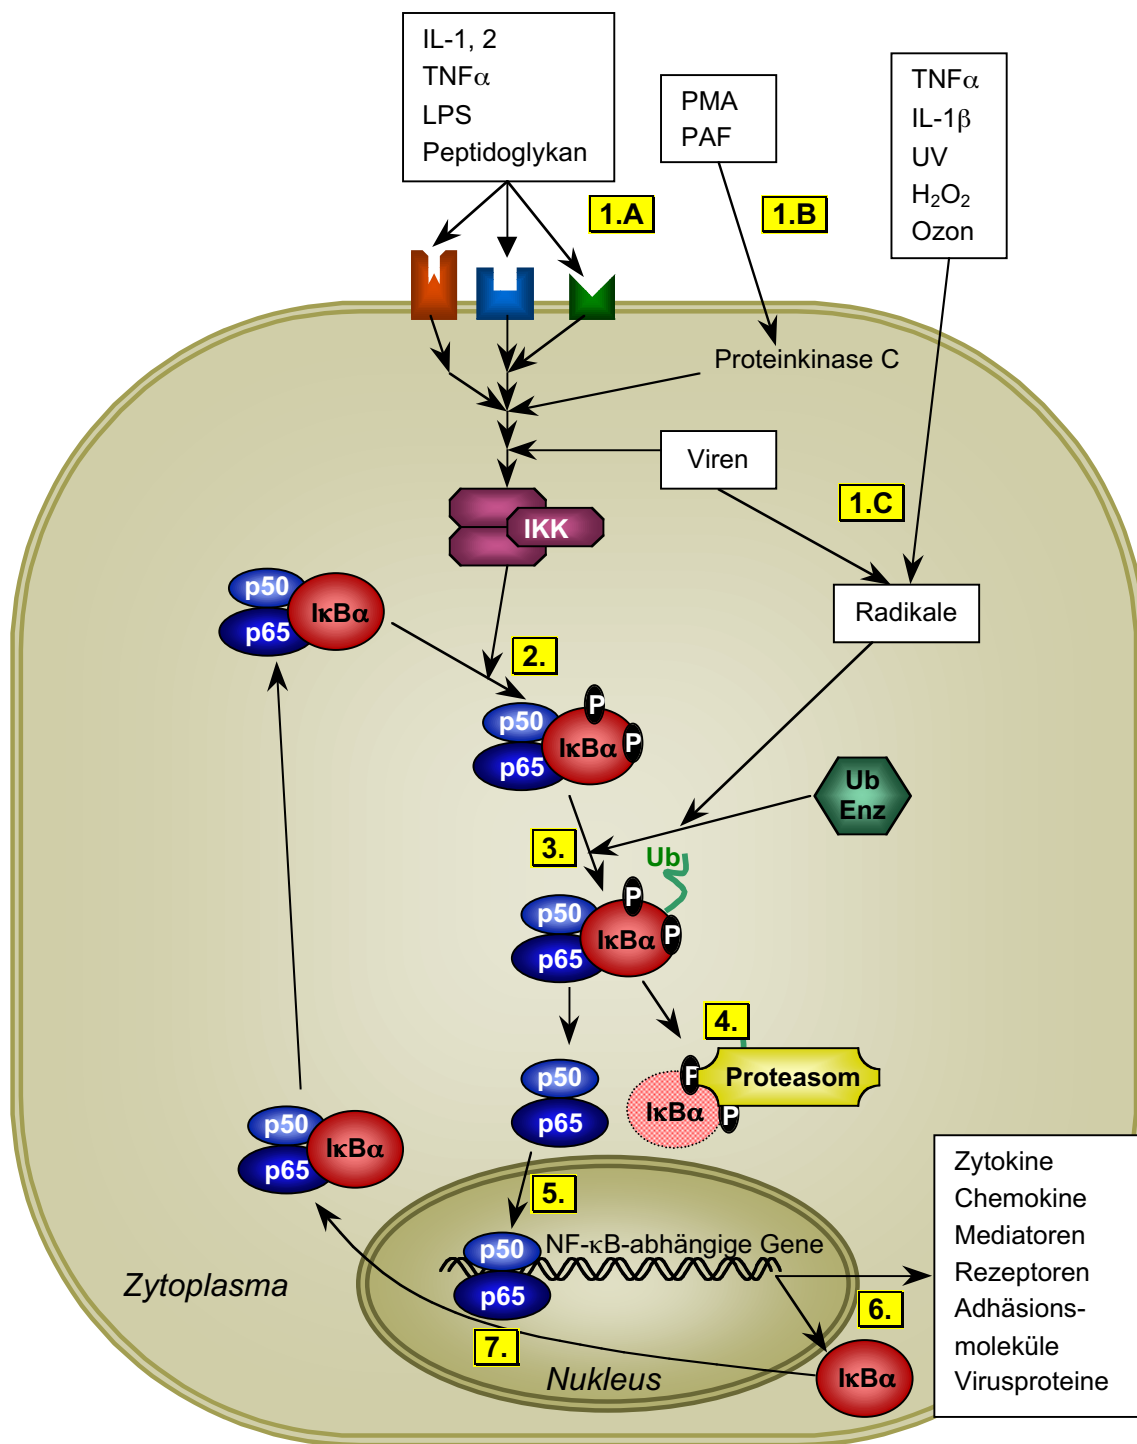 IL-1, 2
TNFα
LPS
Peptidoglykan
PMA
PAF
TNFα
IL-1β
UV
H₂O₂
Ozon
1.A
1.B
Proteinkinase C
Viren
1.C
IKK
Radikale
p50
p65
IκBα
2.
P
p50
p65
IκBα
P
Ub
Enz
3.
Ub
P
p50
p65
IκBα
P
4.
p50
p65
P
Proteasom
IκBα
P
p50
p65
IκBα
5.
p50
p65
NF-κB-abhängige Gene
Zytoplasma
Nukleus
6.
7.
IκBα
Zytokine
Chemokine
Mediatoren
Rezeptoren
Adhäsions-
moleküle
Virusproteine